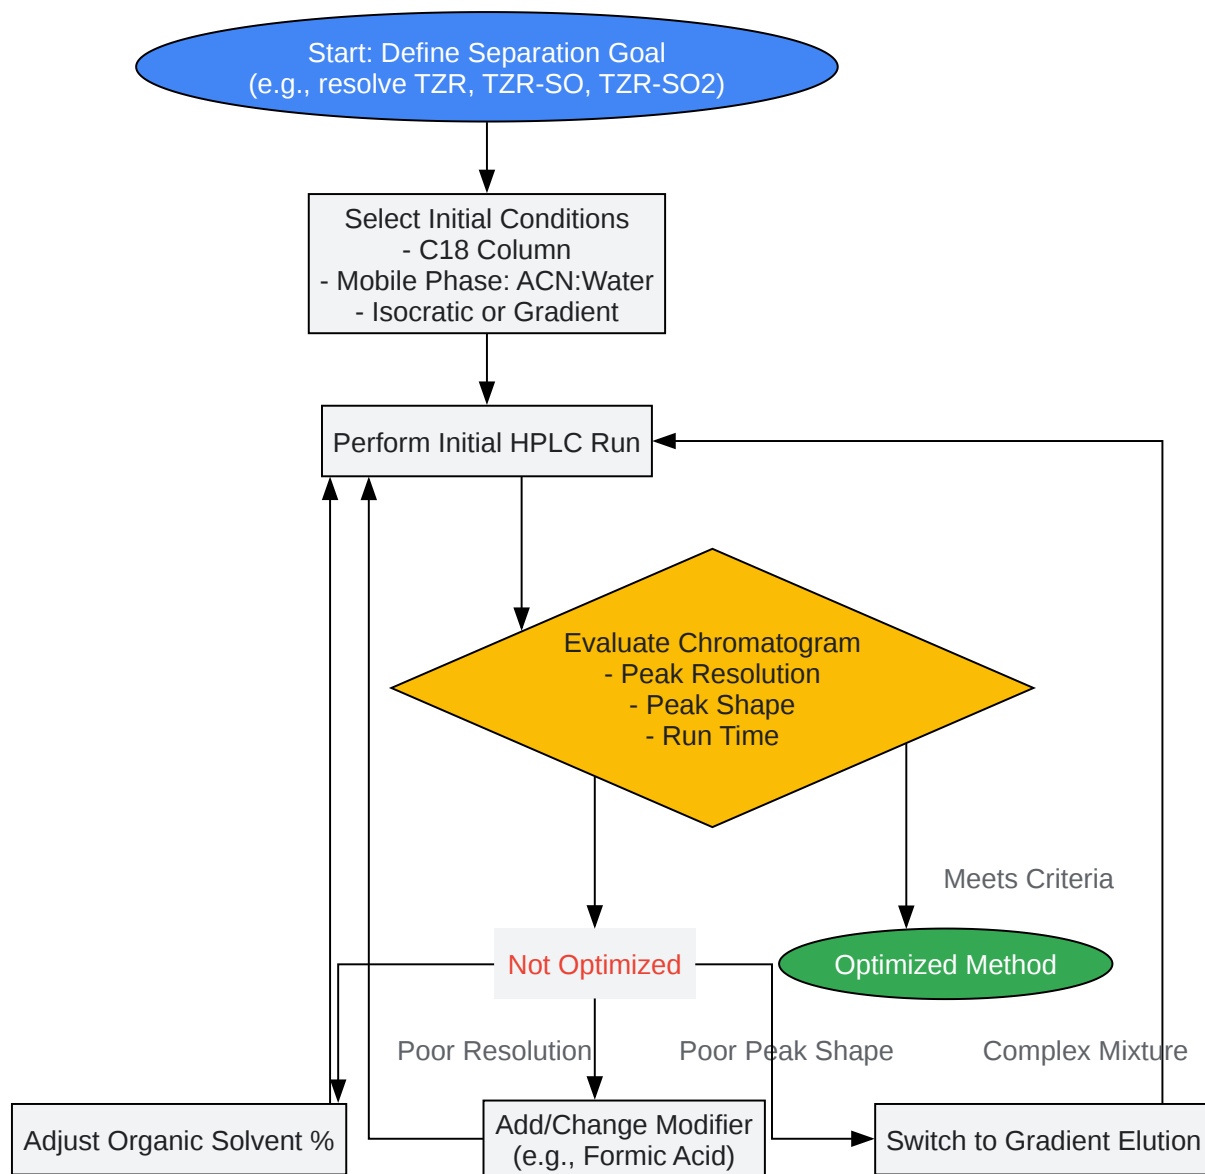 Start: Define Separation Goal
(e.g., resolve TZR, TZR-SO, TZR-SO2)
Select Initial Conditions
- C18 Column
- Mobile Phase: ACN:Water
- Isocratic or Gradient
Perform Initial HPLC Run
Evaluate Chromatogram
- Peak Resolution
- Peak Shape
- Run Time
Meets Criteria
Not Optimized
Optimized Method
Poor Resolution
Poor Peak Shape
Complex Mixture
Adjust Organic Solvent %
Add/Change Modifier
(e.g., Formic Acid)
Switch to Gradient Elution